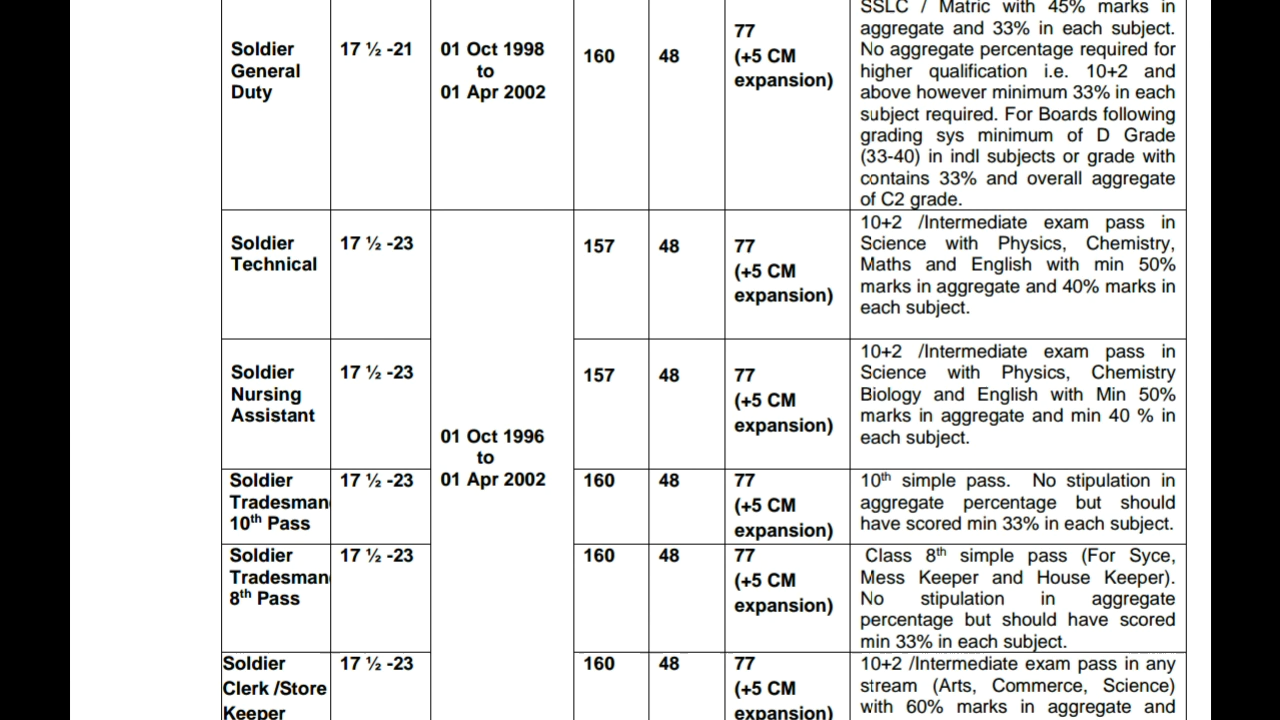 SSLC / Matric with 45% marks in
aggregate and 33% in each subject.
No aggregate percentage required for
higher qualification i.e. 10+2 and
above however minimum 33% in each
subject required. For Boards following
grading sys minimum of D Grade
(33-40) in indl subjects or grade with
contains 33% and overall aggregate
of C2 grade.
Soldier
General
Duty
17 ½ -21
01 Oct 1998
to
01 Apr 2002
160
48
77
(+5 CM
expansion)
Soldier
Technical
17 ½ -23
157
48
77
(+5 CM
expansion)
10+2 /Intermediate exam pass in
Science with Physics, Chemistry,
Maths and English with min 50%
marks in aggregate and 40% marks in
each subject.
Soldier
Nursing
Assistant
17 ½ -23
01 Oct 1996
to
01 Apr 2002
157
48
77
(+5 CM
expansion)
10+2 /Intermediate exam pass in
Science with Physics, Chemistry
Biology and English with Min 50%
marks in aggregate and min 40 % in
each subject.
Soldier
Tradesman
10th Pass
17 ½ -23
160
48
77
(+5 CM
expansion)
10th simple pass. No stipulation in
aggregate percentage but should
have scored min 33% in each subject.
Soldier
Tradesman
8th Pass
17 ½ -23
160
48
77
(+5 CM
expansion)
Class 8th simple pass (For Syce,
Mess Keeper and House Keeper).
No stipulation in aggregate
percentage but should have scored
min 33% in each subject.
Soldier
Clerk /Store
Keeper
17 ½ -23
160
48
77
(+5 CM
expansion)
10+2 /Intermediate exam pass in any
stream (Arts, Commerce, Science)
with 60% marks in aggregate and